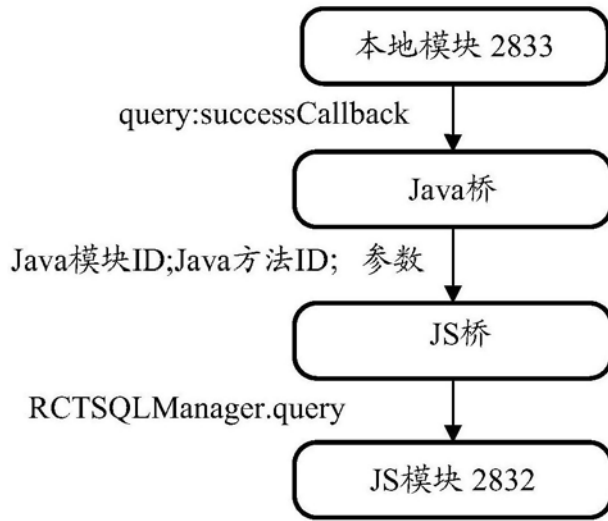 本地模块 2833
query:successCallback
Java桥
Java模块ID;Java方法ID； 参数
JS桥
RCTSQLManager.query
JS模块 2832